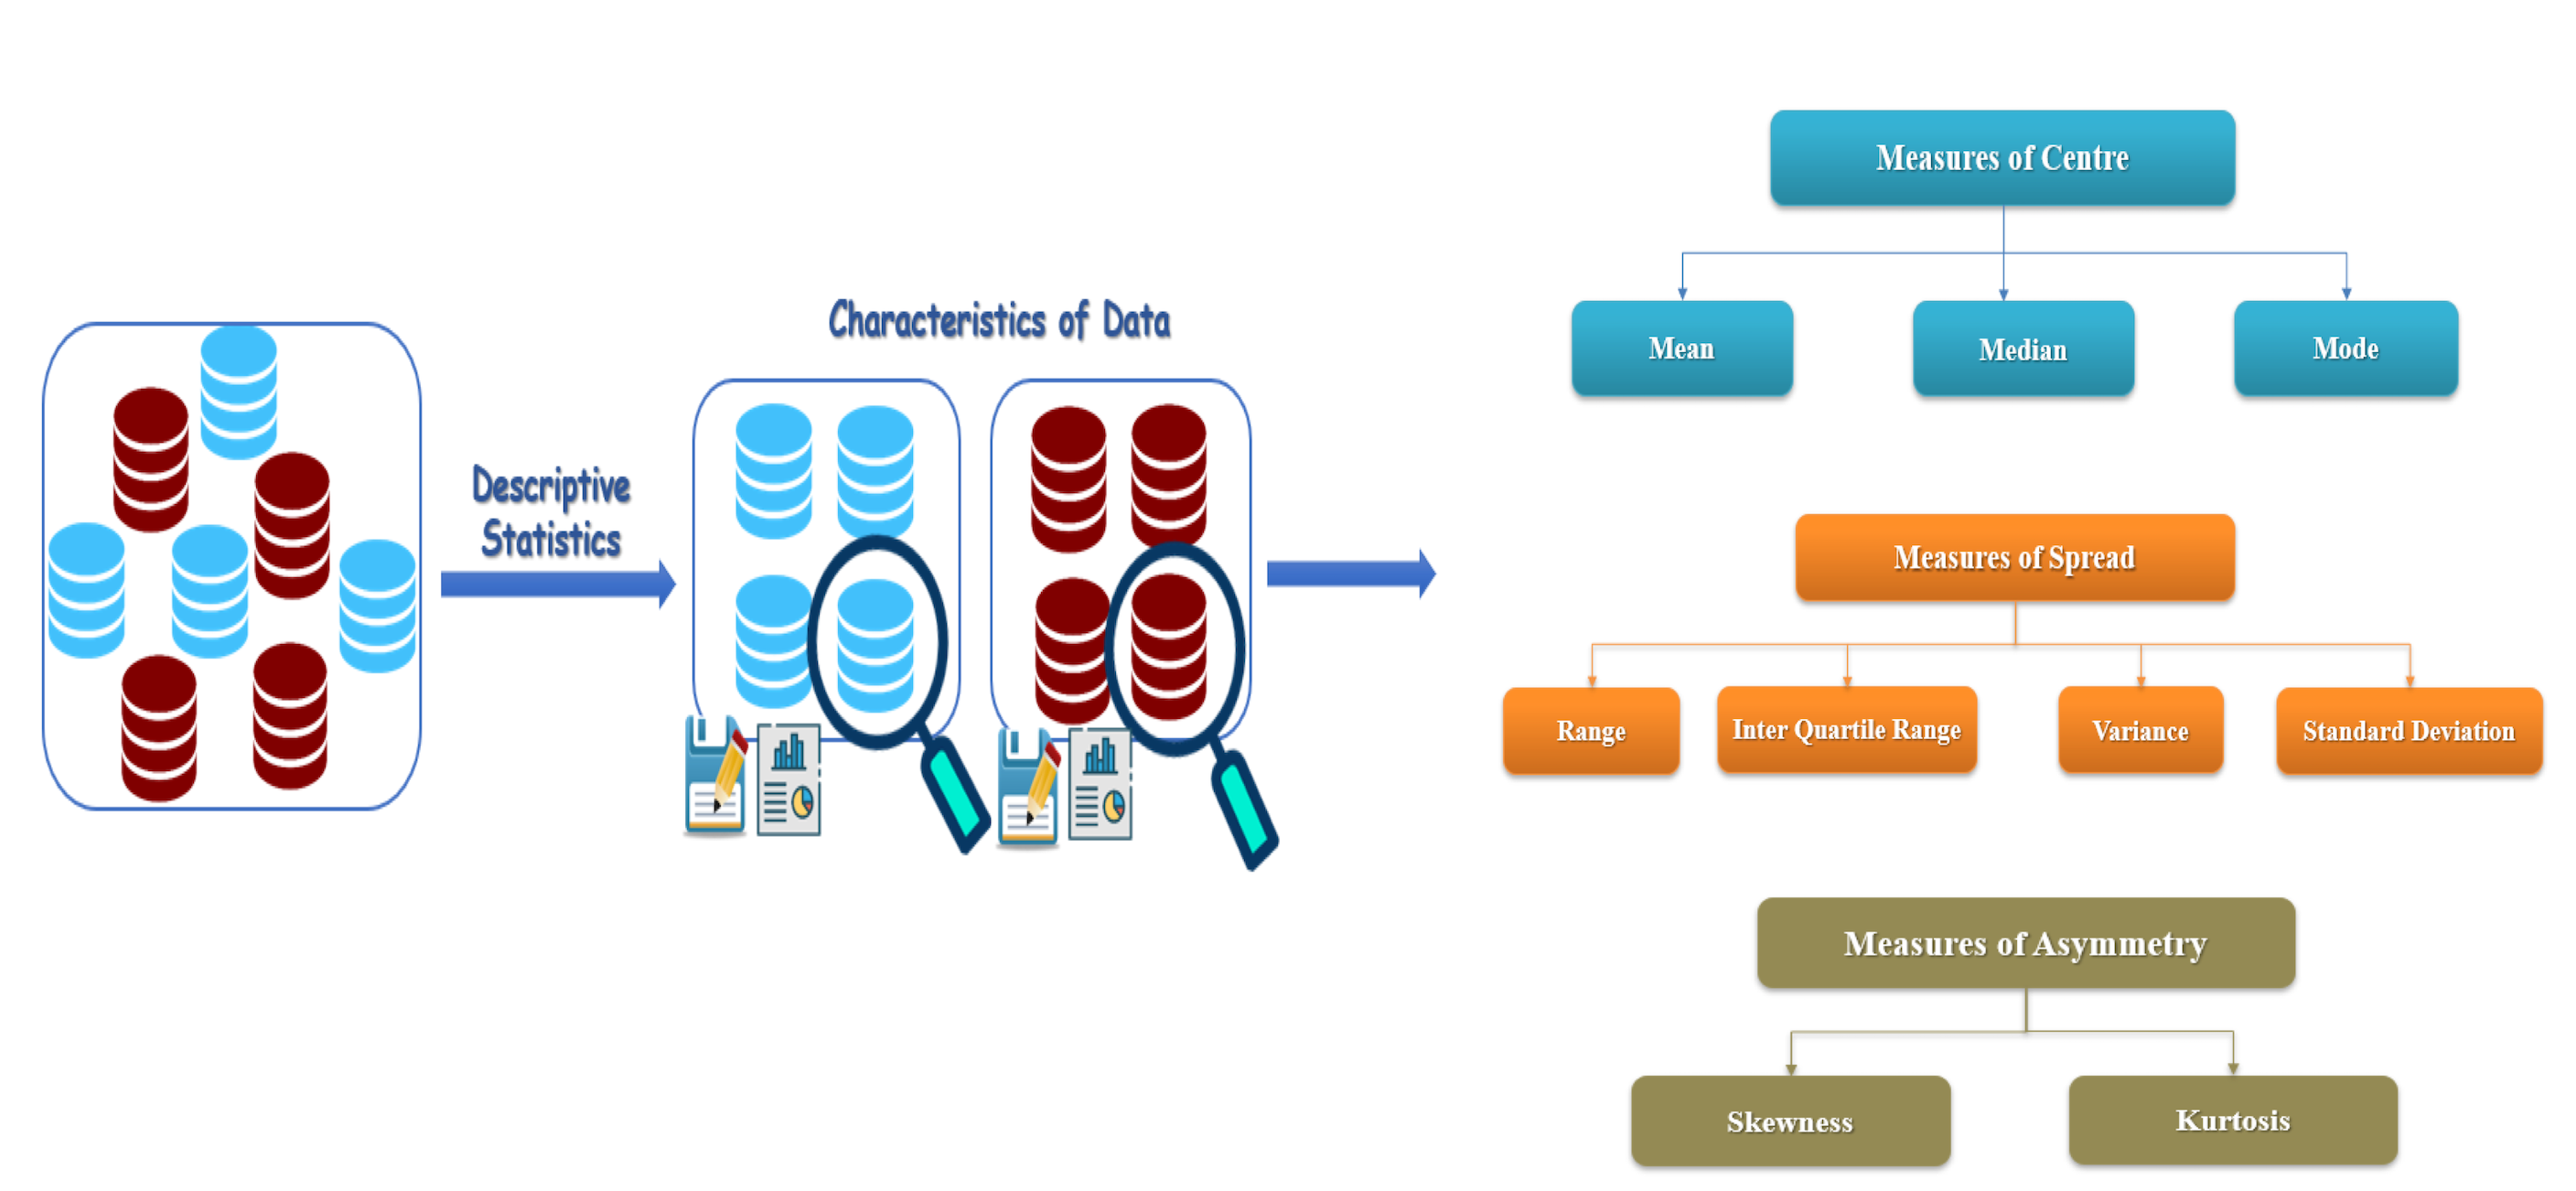 Descriptive
Statistics
Characteristics of Data
Measures of Centre
Mean
Median
Mode
Measures of Spread
Range
Inter Quartile Range
Variance
Standard Deviation
Measures of Asymmetry
Skewness
Kurtosis